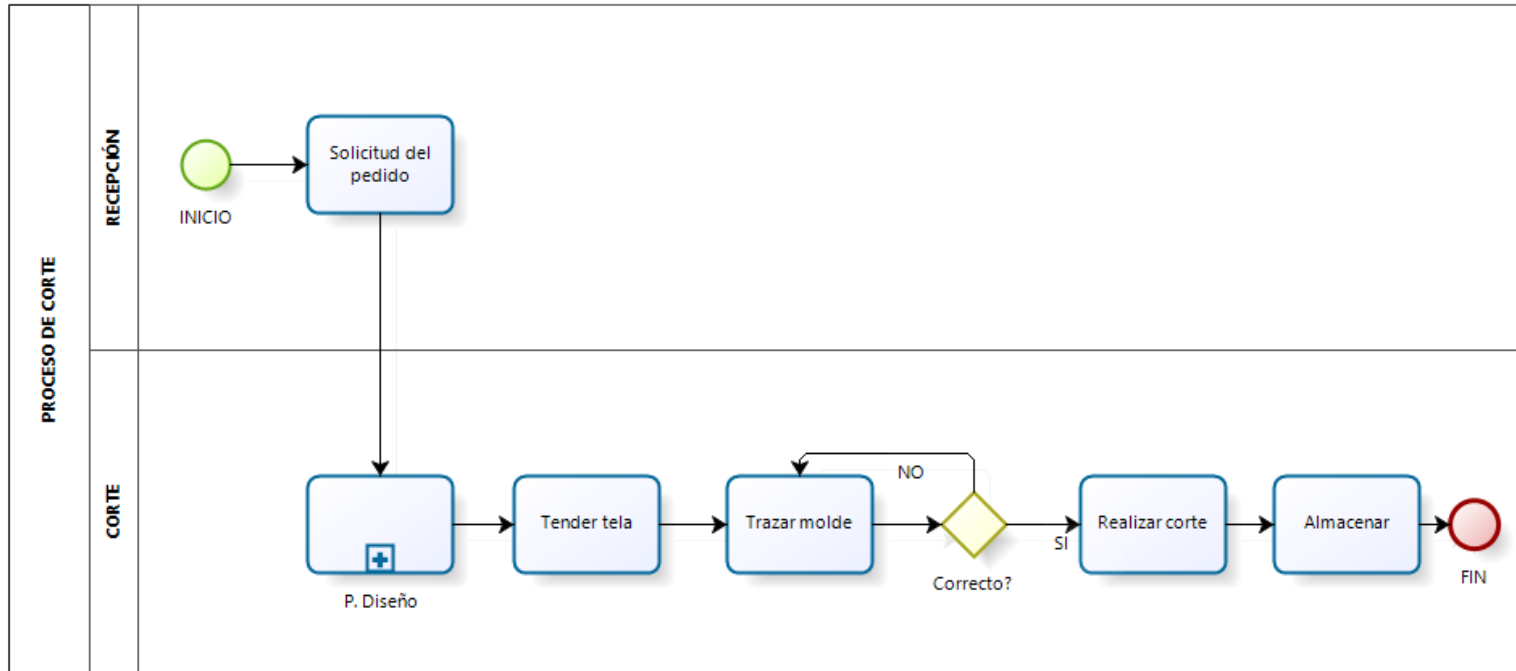 PROCESO DE CORTE
RECEPCIÓN
INICIO
Solicitud del
pedido
CORTE
P. Diseño
Tender tela
Trazar molde
NO
Correcto?
SI
Realizar corte
Almacenar
FIN